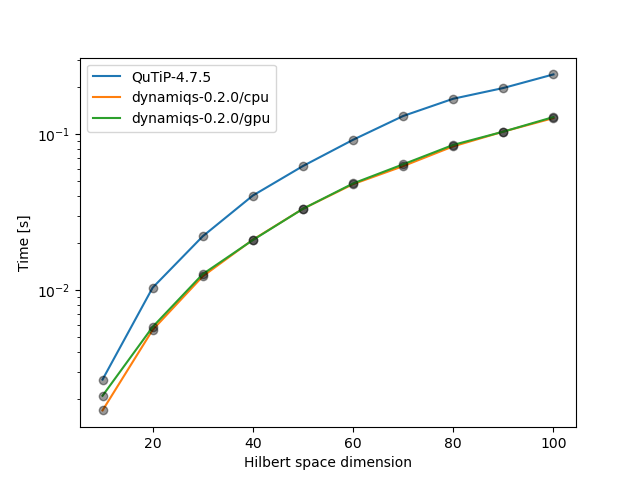 QuTiP-4.7.5
dynamiqs-0.2.0/cpu
dynamiqs-0.2.0/gpu
10⁻¹
10⁻²
Time [s]
20 40 60 80 100
Hilbert space dimension